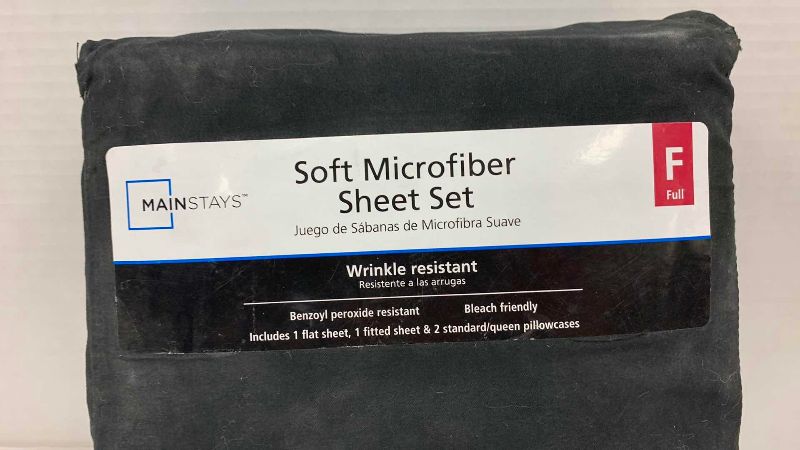 MAINSTAYS™
Soft Microfiber
Sheet Set
Juego de Sábanas de Microfibra Suave
F
Full
Wrinkle resistant
Resistente a las arrugas
Benzoyl peroxide resistant Bleach friendly
Includes 1 flat sheet, 1 fitted sheet & 2 standard/queen pillowcases